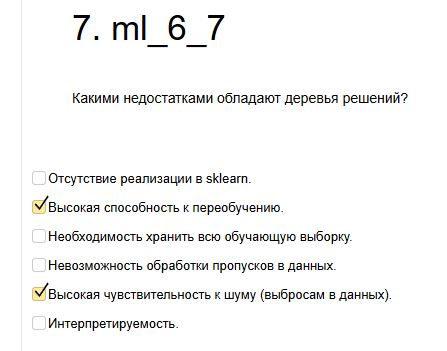 7. ml_6_7
Какими недостатками обладают деревья решений?
Отсутствие реализации в sklearn.
Высокая способность к переобучению.
Необходимость хранить всю обучающую выборку.
Невозможность обработки пропусков в данных.
Высокая чувствительность к шуму (выбросам в данных).
Интерпретируемость.